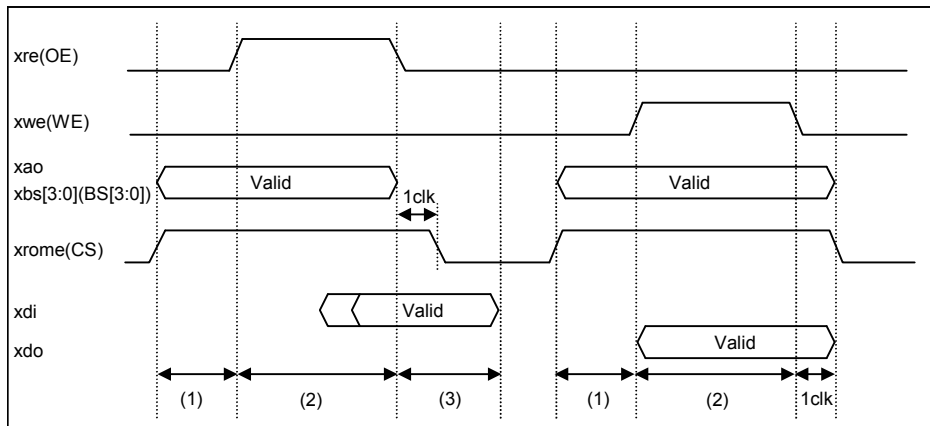 xre(OE)
xwe(WE)
xao
Valid
Valid
xbs[3:0](BS[3:0])
1clk
xrome(CS)
xdi
Valid
xdo
Valid
(1)
(2)
(3)
(1)
(2)
1clk